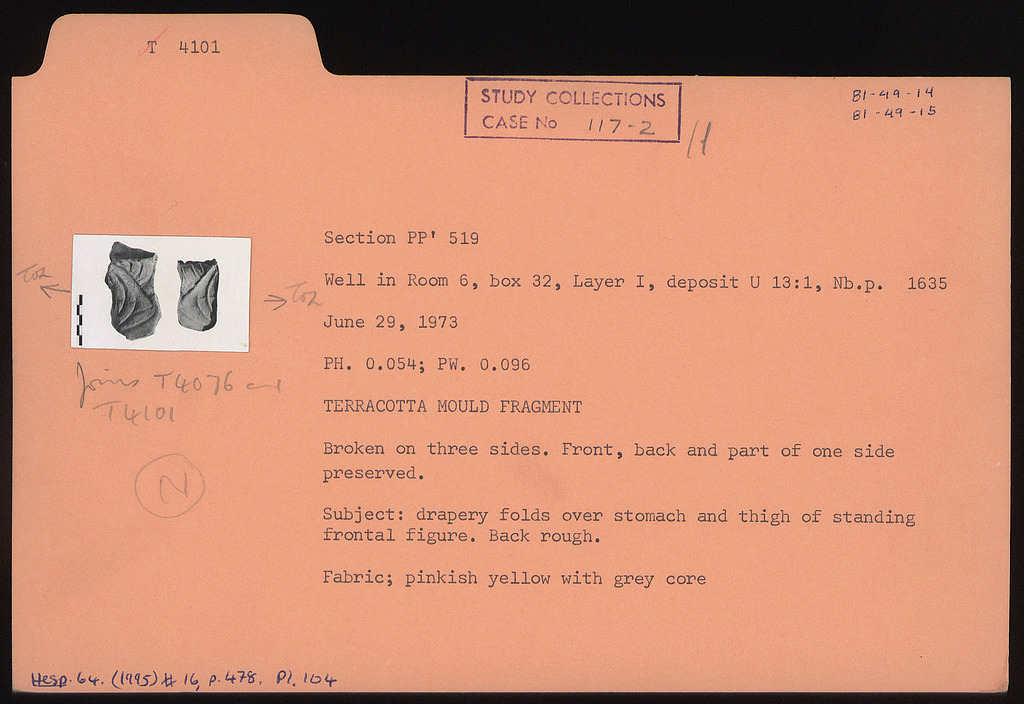 T 4101
STUDY COLLECTIONS
CASE No 117-2
81-49-14
81-49-15
Section PP' 519
Well in Room 6, box 32, Layer I, deposit U 13:1, Nb.p. 1635
June 29, 1973
PH. 0.054; PW. 0.096
Joins T4076 and
T4101
TERRACOTTA MOULD FRAGMENT
Broken on three sides. Front, back and part of one side
preserved.
N
Subject: drapery folds over stomach and thigh of standing
frontal figure. Back rough.
Fabric; pinkish yellow with grey core
Hesp. 64. (1995) # 16, p. 478. Pl. 104